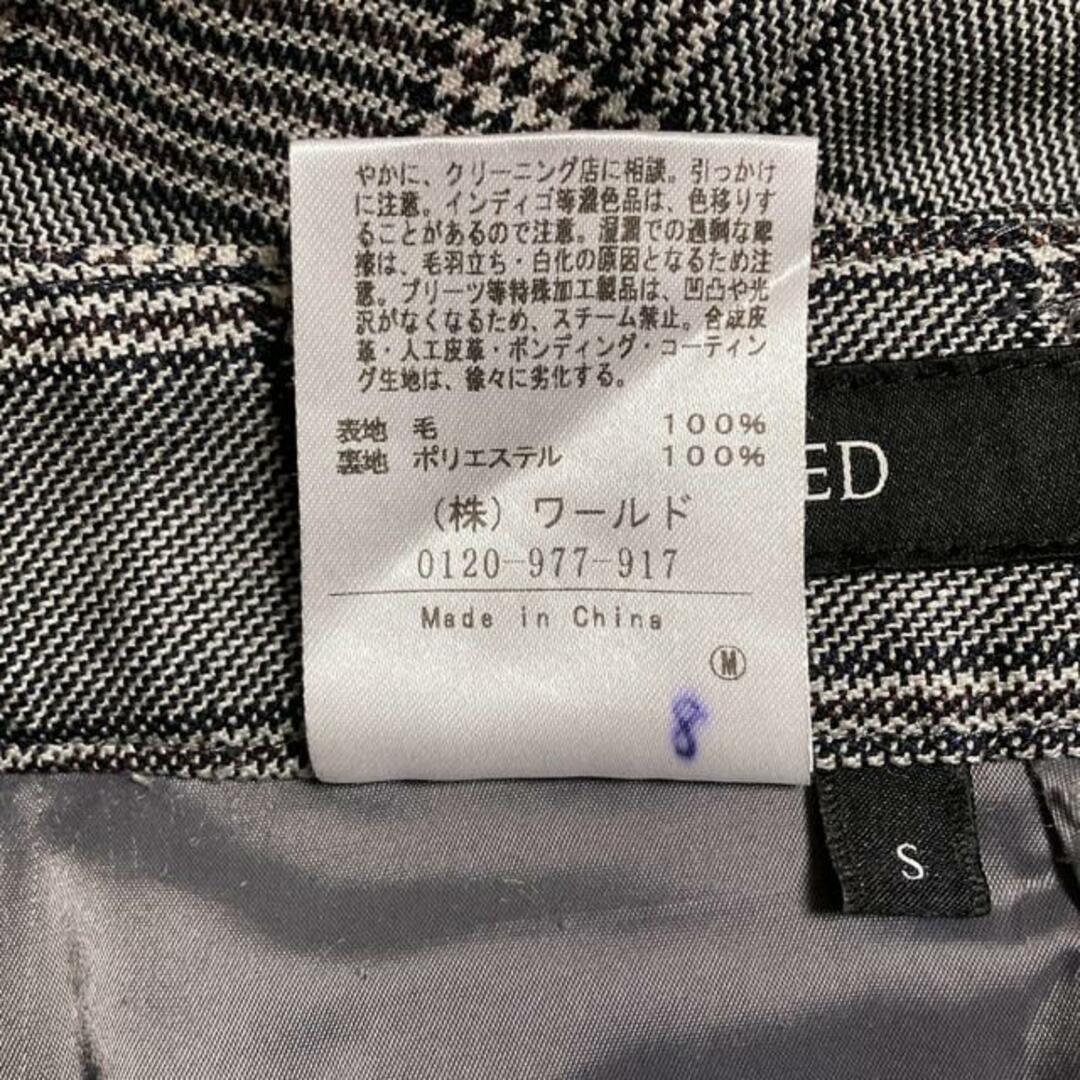 やかに、クリーニング店に相談。引っかけ
に注意。インディゴ等濃色品は、色移りす
ることがあるので注意。湿潤での過剰な摩
擦は、毛羽立ち・白化の原因となるため注
意。プリーツ等特殊加工製品は、凹凸や光
沢がなくなるため、スチーム禁止。合成皮
革・人工皮革・ボンディング・コーティン
グ生地は、徐々に劣化する。
表地 毛 100%
裏地 ポリエステル 100%
ED
(株) ワールド
0120-977-917
Made in China
M
8
S